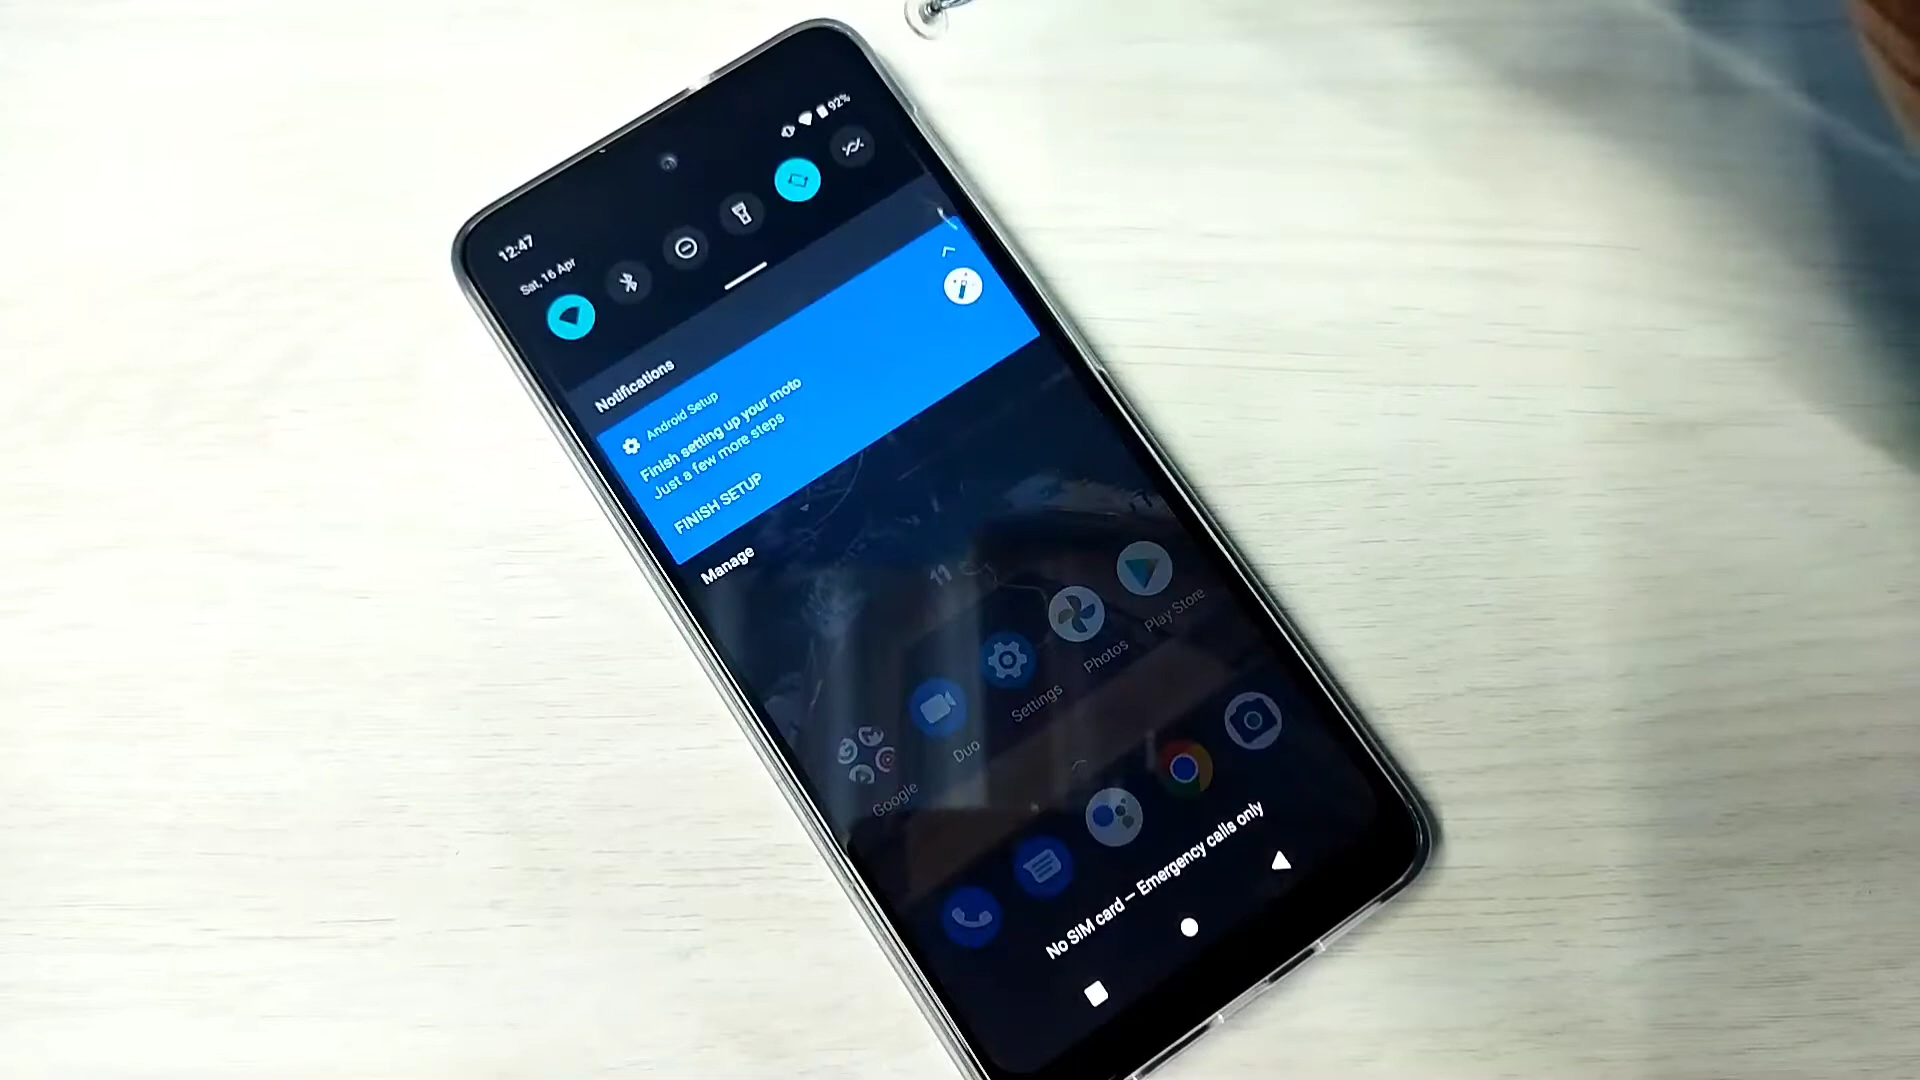 92%
12:47
Sat, 16 Apr
Notifications
Android Setup
Finish setting up your moto
Just a few more steps
FINISH SETUP
Manage
11
Google
Duo
Settings
Photos
Play Store
No SIM card — Emergency calls only